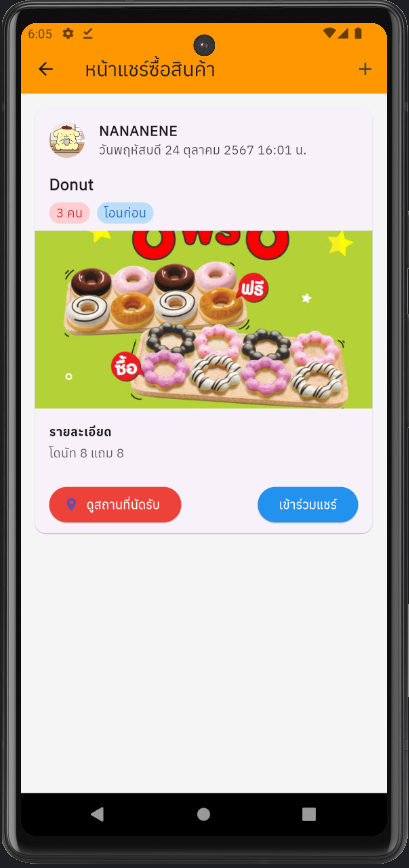 6:05
หน้าแชร์ซื้อสินค้า
NANANENE
วันพฤหัสบดี 24 ตุลาคม 2567 16:01 น.
Donut
3 คน โอนก่อน
ฟรี
ซื้อ
รายละเอียด
โดนัท 8 แถม 8
ดูสถานที่นัดรับ เข้าร่วมแชร์